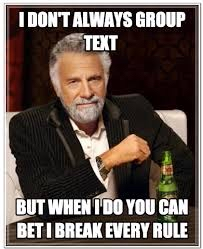 I DON'T ALWAYS GROUP
TEXT
BUT WHEN I DO YOU CAN
BET I BREAK EVERY RULE